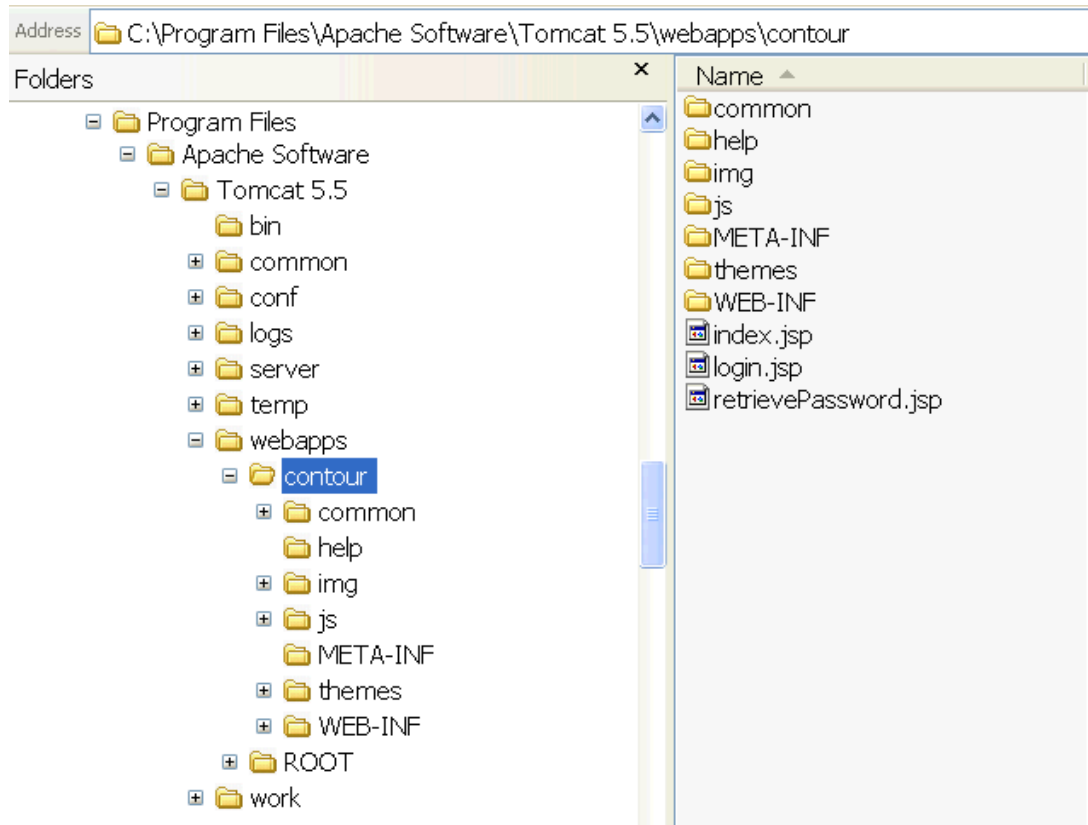 Address C:\Program Files\Apache Software\Tomcat 5.5\webapps\contour
Folders
Program Files
Apache Software
Tomcat 5.5
bin
common
conf
logs
server
temp
webapps
contour
common
help
img
js
META-INF
themes
WEB-INF
ROOT
work
Name
common
help
img
js
META-INF
themes
WEB-INF
index.jsp
login.jsp
retrievePassword.jsp